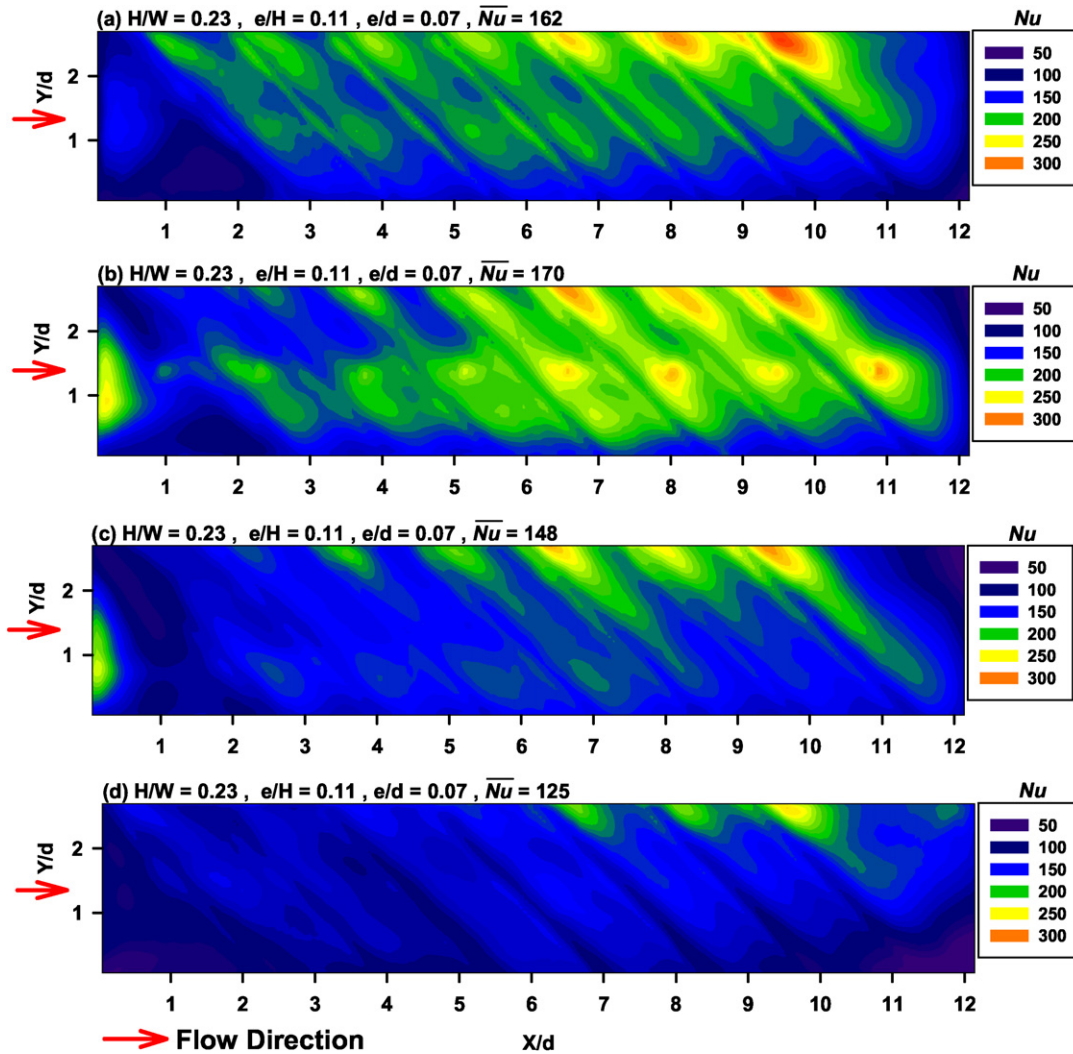 (a) H/W = 0.23 , e/H = 0.11 , e/d = 0.07 , N̅u̅ = 162
Nu
50
100
150
200
250
300
Y/d
2
1
1 2 3 4 5 6 7 8 9 10 11 12
(b) H/W = 0.23 , e/H = 0.11 , e/d = 0.07 , N̅u̅ = 170
Nu
50
100
150
200
250
300
Y/d
2
1
1 2 3 4 5 6 7 8 9 10 11 12
(c) H/W = 0.23 , e/H = 0.11 , e/d = 0.07 , N̅u̅ = 148
Nu
50
100
150
200
250
300
Y/d
2
1
1 2 3 4 5 6 7 8 9 10 11 12
(d) H/W = 0.23 , e/H = 0.11 , e/d = 0.07 , N̅u̅ = 125
Nu
50
100
150
200
250
300
Y/d
2
1
1 2 3 4 5 6 7 8 9 10 11 12
Flow Direction
X/d